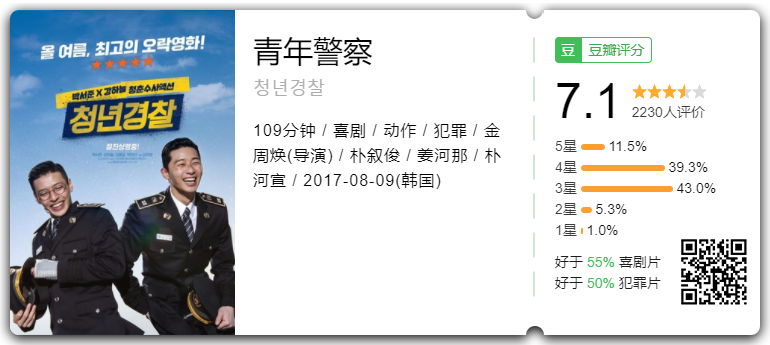 올 여름, 최고의 오락영화!
박서준 X 강하늘 청춘수사액션
청년경찰
절찬상영중!
青年警察
청년경찰
109分钟 / 喜剧 / 动作 / 犯罪 / 金
周焕(导演) / 朴叙俊 / 姜河那 / 朴
河宣 / 2017-08-09(韩国)
豆 豆瓣评分
7.1
2230人评价
5星 11.5%
4星 39.3%
3星 43.0%
2星 5.3%
1星 1.0%
好于 55% 喜剧片
好于 50% 犯罪片